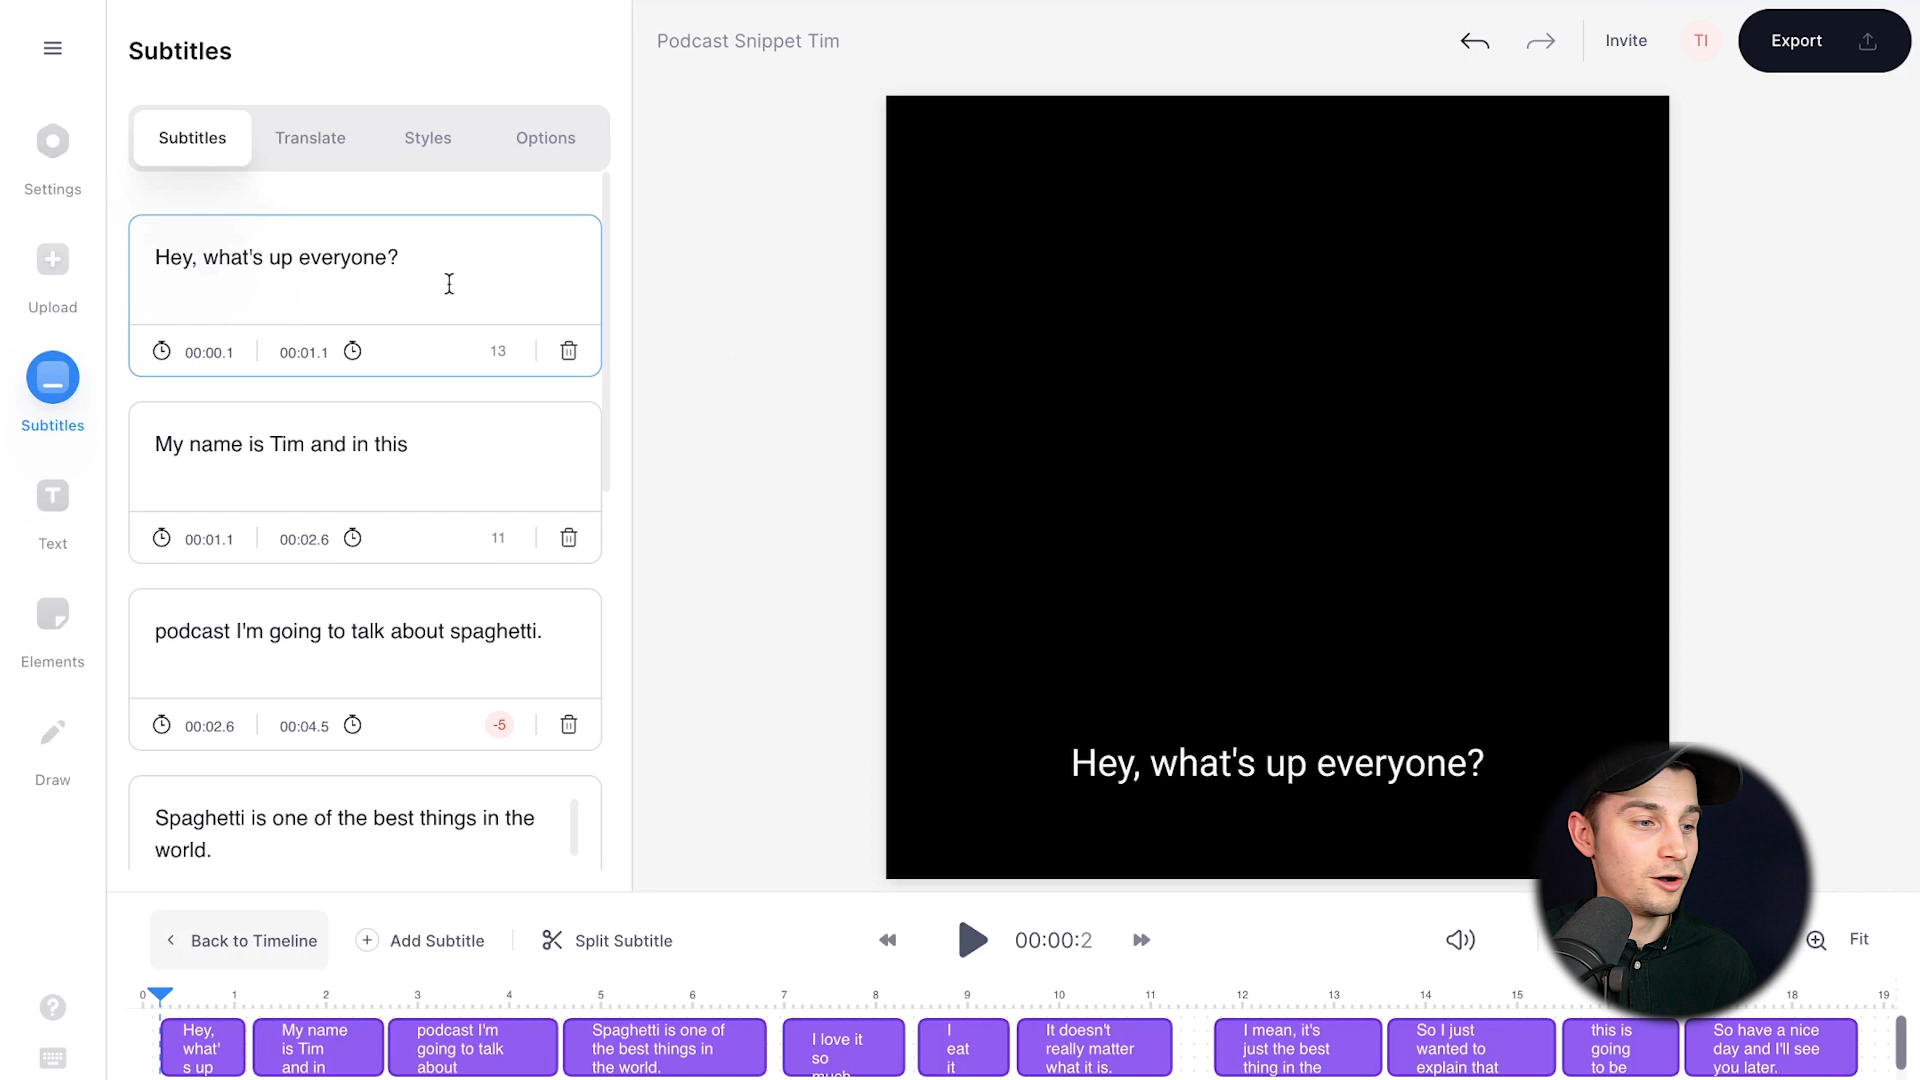 Subtitles
Podcast Snippet Tim
Invite
TI
Export
Subtitles
Translate
Styles
Options
Settings
Upload
Subtitles
Text
Elements
Draw
Hey, what's up everyone?
00:00.1
00:01.1
13
My name is Tim and in this
00:01.1
00:02.6
11
podcast I'm going to talk about spaghetti.
00:02.6
00:04.5
-5
Spaghetti is one of the best things in the
world.
Hey, what's up everyone?
Back to Timeline
Add Subtitle
Split Subtitle
00:00:2
Fit
0 1 2 3 4 5 6 7 8 9 10 11 12 13 14 15 18 19
Hey,
what'
s up
My name
is Tim
and in
podcast I'm
going to talk
about
Spaghetti is one of
the best things in
the world.
I love it
so
much
I
eat
it
It doesn't
really matter
what it is.
I mean, it's
just the best
thing in the
So I just
wanted to
explain that
this is
going
to be
So have a nice
day and I'll see
you later.